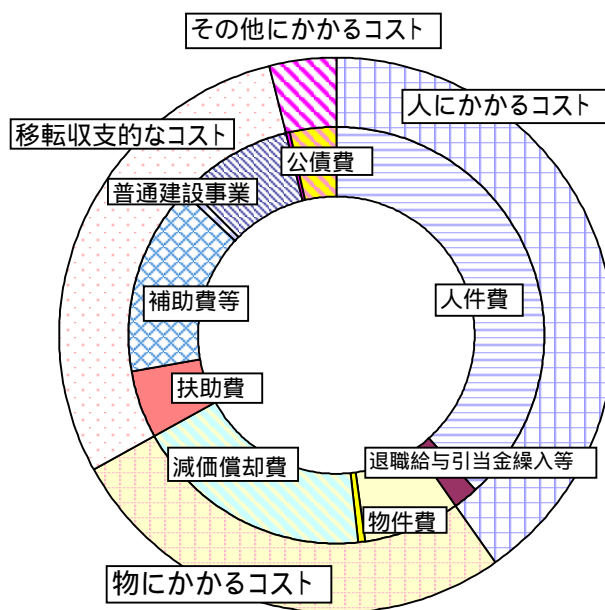 その他にかかるコスト
人にかかるコスト
移転収支的なコスト
公債費
普通建設事業
人件費
補助費等
扶助費
減価償却費
退職給与引当金繰入等
物件費
物にかかるコスト